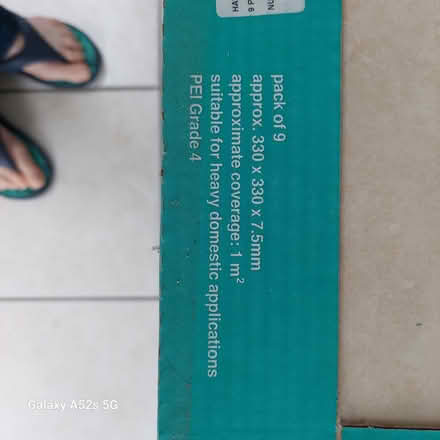 pack of 9
approx. 330 x 330 x 7.5mm
approximate coverage: 1 m²
suitable for heavy domestic applications
PEI Grade 4
Galaxy A52s 5G